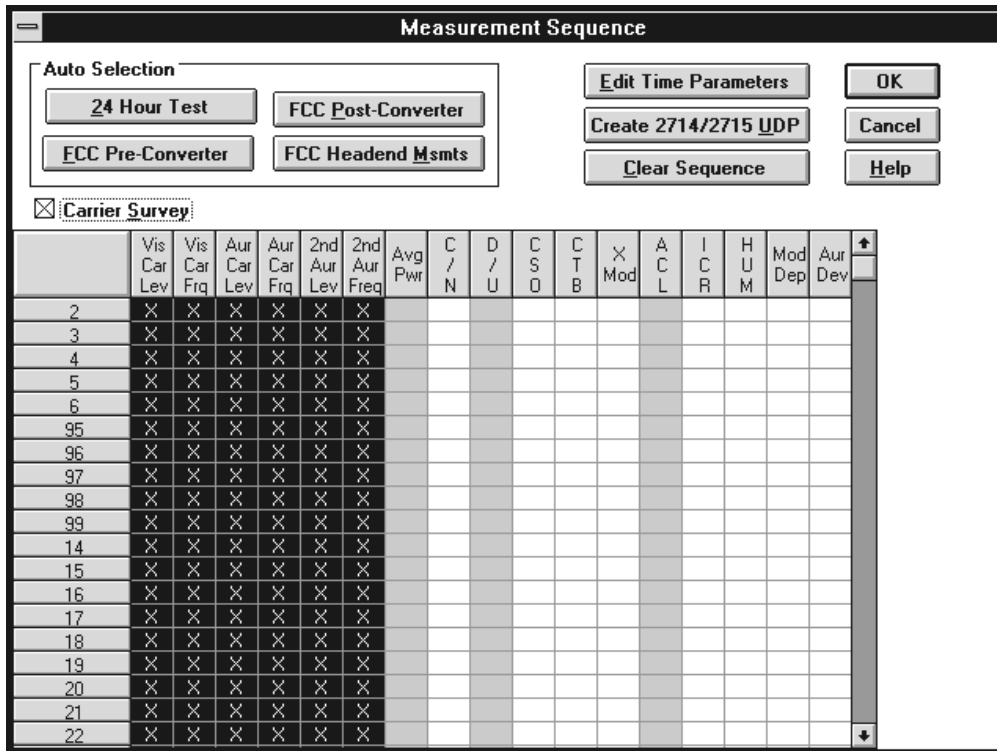 Measurement Sequence
Auto Selection
24 Hour Test
FCC Post-Converter
FCC Pre-Converter
FCC Headend Msmts
Edit Time Parameters
OK
Create 2714/2715 UDP
Cancel
Clear Sequence
Help
Carrier Survey
Vis Car Lev
Vis Car Frq
Aur Car Lev
Aur Car Frq
2nd Aur Lev
2nd Aur Freq
Avg Pwr
C/N
D/U
CSO
CTB
X Mod
ACL
ICR
HUM
Mod Dep
Aur Dev
2 X X X X X X
3 X X X X X X
4 X X X X X X
5 X X X X X X
6 X X X X X X
95 X X X X X X
96 X X X X X X
97 X X X X X X
98 X X X X X X
99 X X X X X X
14 X X X X X X
15 X X X X X X
16 X X X X X X
17 X X X X X X
18 X X X X X X
19 X X X X X X
20 X X X X X X
21 X X X X X X
22 X X X X X X